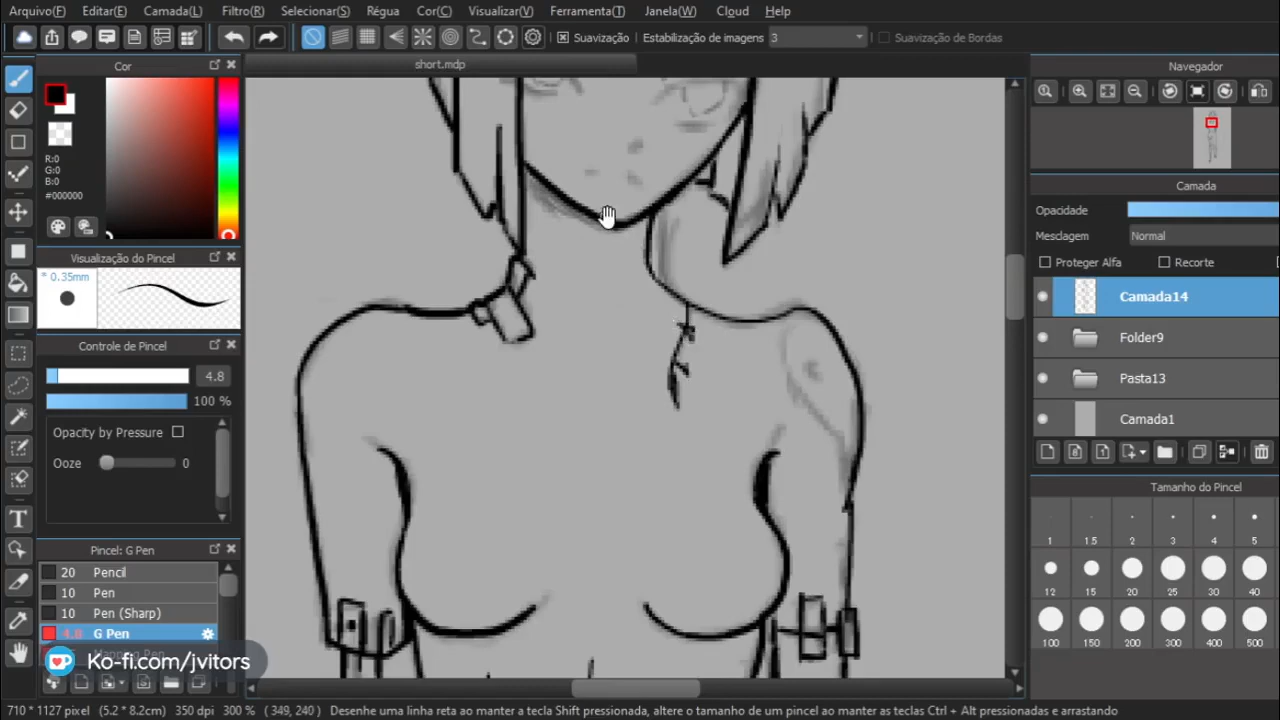 Arquivo(F) Editar(E) Camada(L) Filtro(R) Selecionar(S) Régua Cor(C) Visualizar(V) Ferramenta(T) Janela(W) Cloud Help
Suavização Estabilização de imagens 3 Suavização de Bordas
Cor
short.mdp
Navegador
R:0
G:0
B:0
#000000
Camada
Opacidade
Mesclagem Normal
Visualização do Pincel
* 0.35mm
Proteger Alfa Recorte
Camada14
Folder9
Pasta13
Camada1
Controle de Pincel
4.8
100 %
Opacity by Pressure
Ooze 0
Tamanho do Pincel
1 1.5 2 3 4 5
12 15 20 25 30 40
100 150 200 300 400 500
Pincel: G Pen
20 Pencil
10 Pen
10 Pen (Sharp)
4.8 G Pen
Mapping Pen
Ko-fi.com/jvitors
T
710 * 1127 pixel (5.2 * 8.2cm) 350 dpi 300 % ( 349, 240 ) Desenhe uma linha reta ao manter a tecla Shift pressionada, altere o tamanho de um pincel ao manter as teclas Ctrl + Alt pressionadas e arrastando